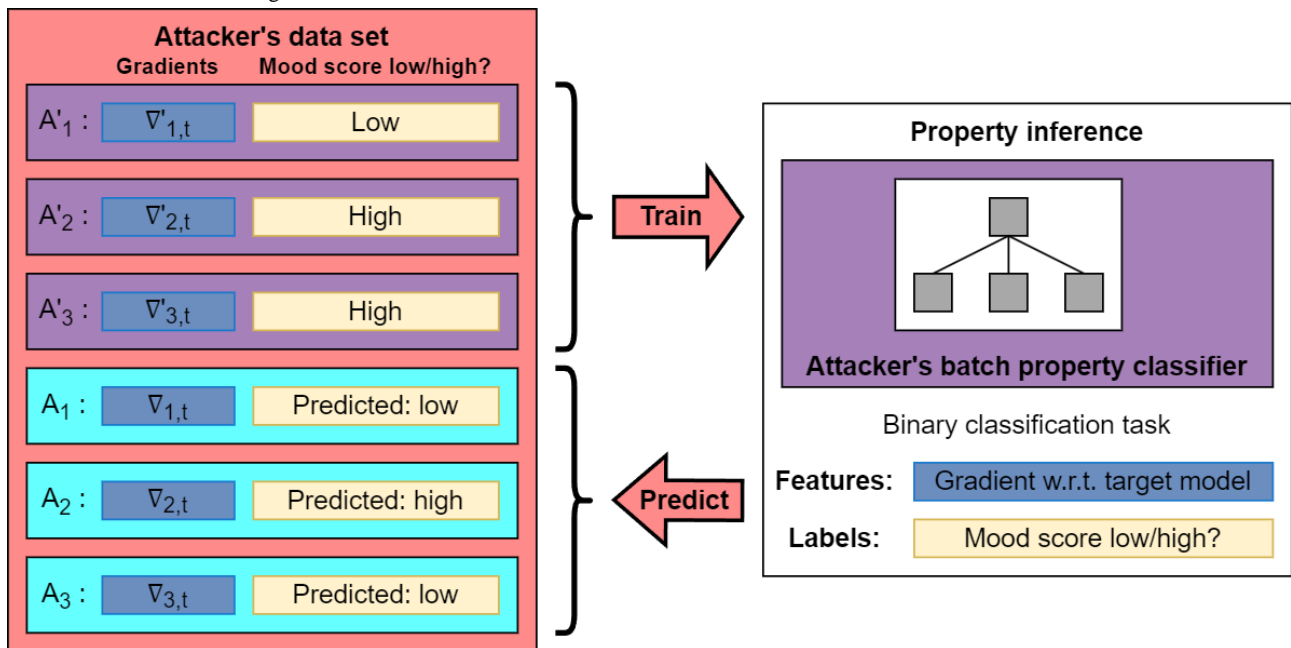 Attacker's data set
Gradients Mood score low/high?
A'1 : ∇'1,t Low
A'2 : ∇'2,t High
A'3 : ∇'3,t High
A1 : ∇1,t Predicted: low
A2 : ∇2,t Predicted: high
A3 : ∇3,t Predicted: low
Train
Predict
Property inference
Attacker's batch property classifier
Binary classification task
Features: Gradient w.r.t. target model
Labels: Mood score low/high?